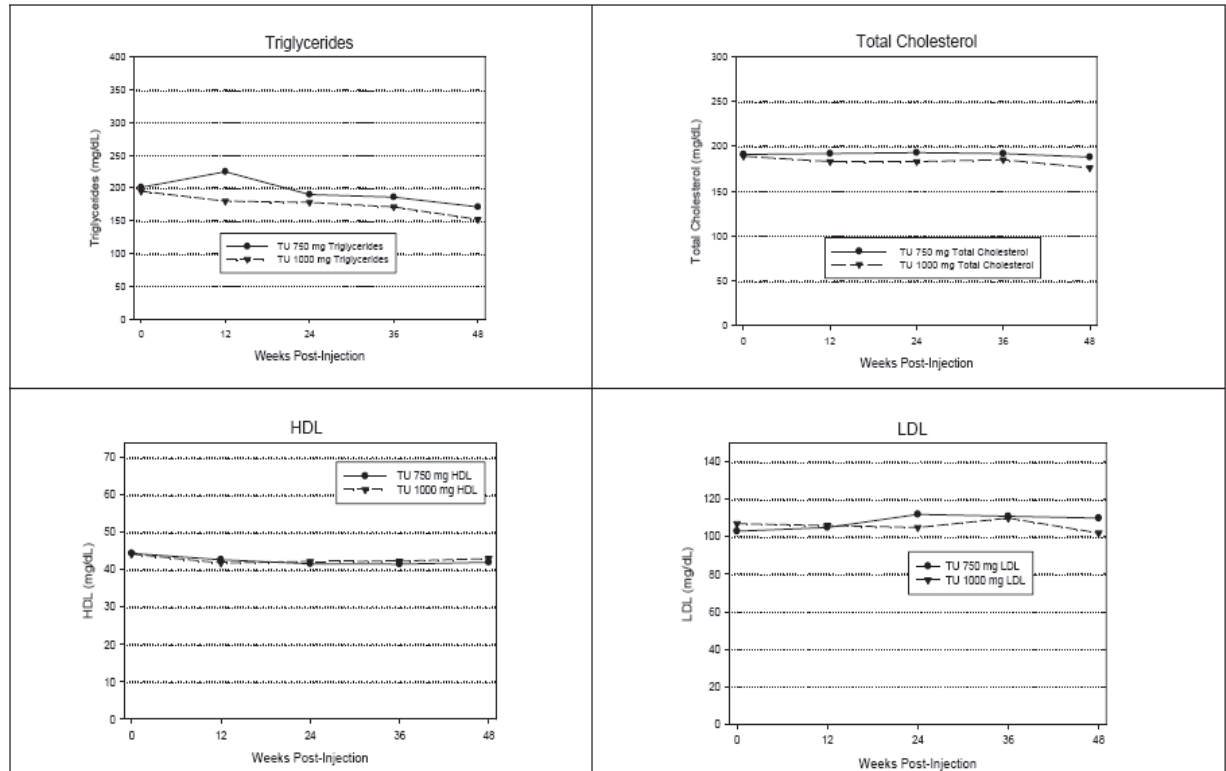 Triglycerides
400
350
300
250
200
150
100
50
0
Triglycerides (mg/dL)
TU 750 mg Triglycerides
TU 1000 mg Triglycerides
0 12 24 36 48
Weeks Post-Injection
Total Cholesterol
300
250
200
150
100
50
0
Total Cholesterol (mg/dL)
TU 750 mg Total Cholesterol
TU 1000 mg Total Cholesterol
0 12 24 36 48
Weeks Post-Injection
HDL
70
60
50
40
30
20
10
0
HDL (mg/dL)
TU 750 mg HDL
TU 1000 mg HDL
0 12 24 36 48
Weeks Post-Injection
LDL
140
120
100
80
60
40
20
0
LDL (mg/dL)
TU 750 mg LDL
TU 1000 mg LDL
0 12 24 36 48
Weeks Post-Injection